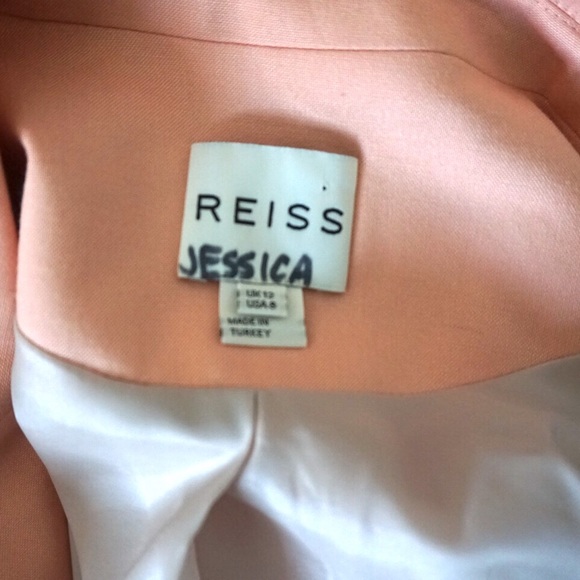 REISS
JESSICA
UK 12
USA 8
MADE IN
TURKEY